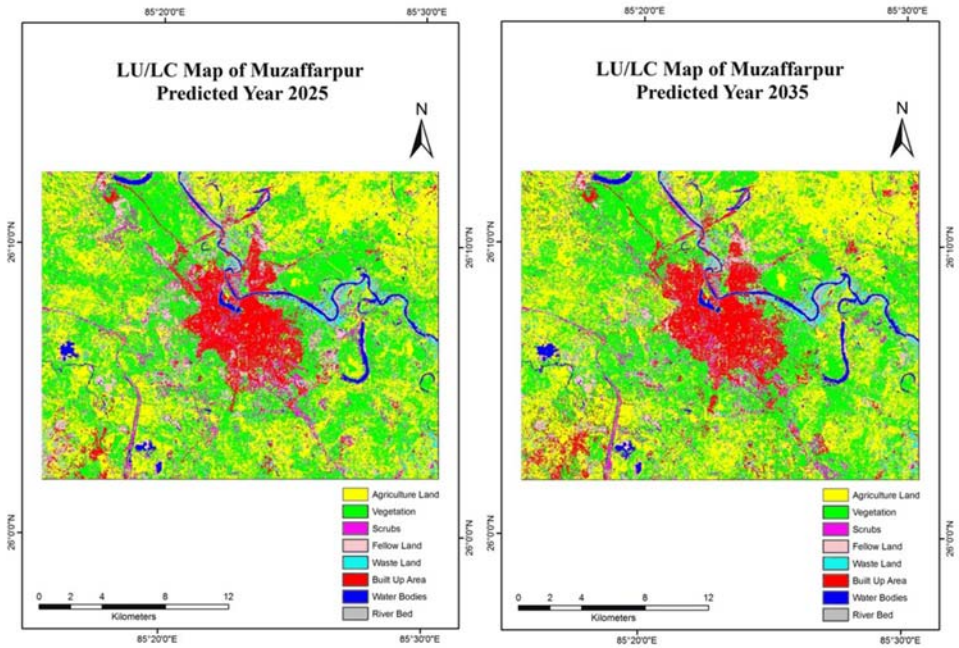 85°20'0"E
85°30'0"E
LU/LC Map of Muzaffarpur
Predicted Year 2025
N
26°10'0"N
26°10'0"N
26°0'0"N
26°0'0"N
Agriculture Land
Vegetation
Scrubs
Fellow Land
Waste Land
Built Up Area
Water Bodies
River Bed
0 2 4 8 12
Kilometers
85°20'0"E
85°30'0"E
85°20'0"E
85°30'0"E
LU/LC Map of Muzaffarpur
Predicted Year 2035
N
26°10'0"N
26°10'0"N
26°0'0"N
26°0'0"N
Agriculture Land
Vegetation
Scrubs
Fellow Land
Waste Land
Built Up Area
Water Bodies
River Bed
0 2 4 8 12
Kilometers
85°20'0"E
85°30'0"E